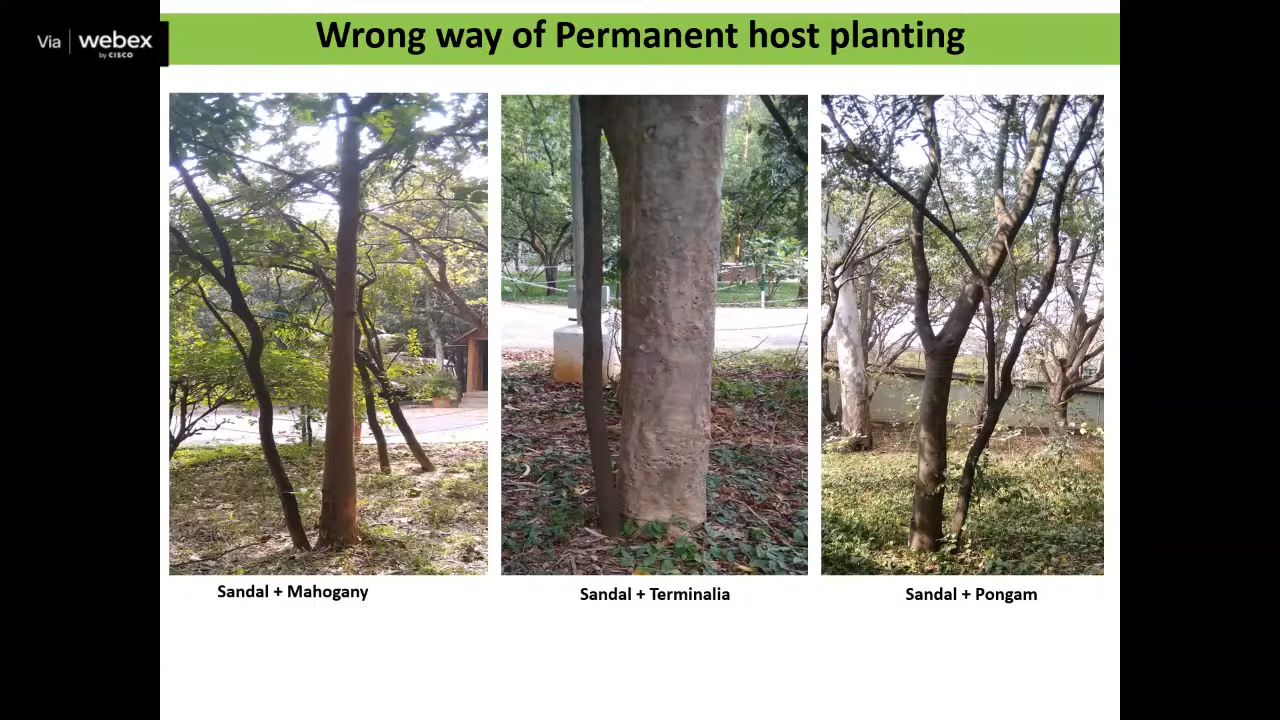 Via webex
by CISCO
Wrong way of Permanent host planting
Sandal + Mahogany
Sandal + Terminalia
Sandal + Pongam